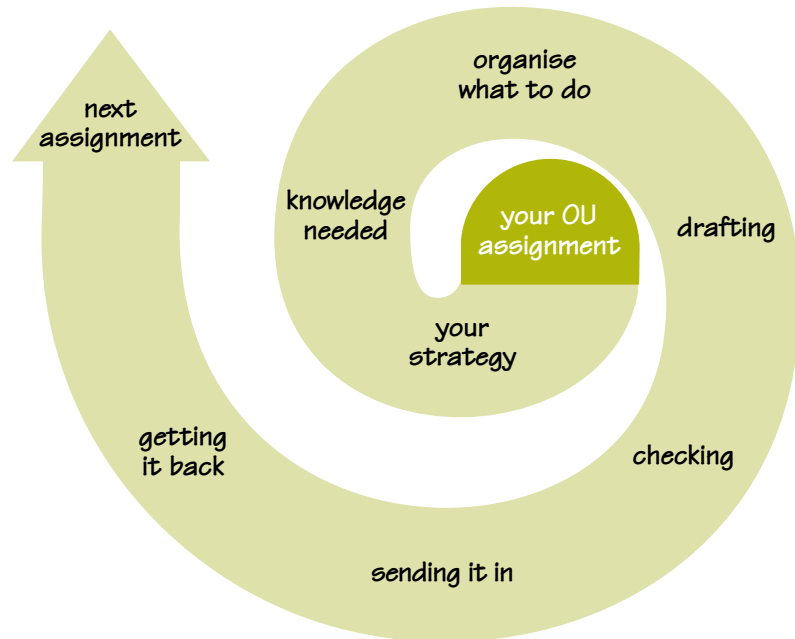 your OU
assignment
your
strategy
knowledge
needed
organise
what to do
drafting
checking
sending it in
getting
it back
next
assignment